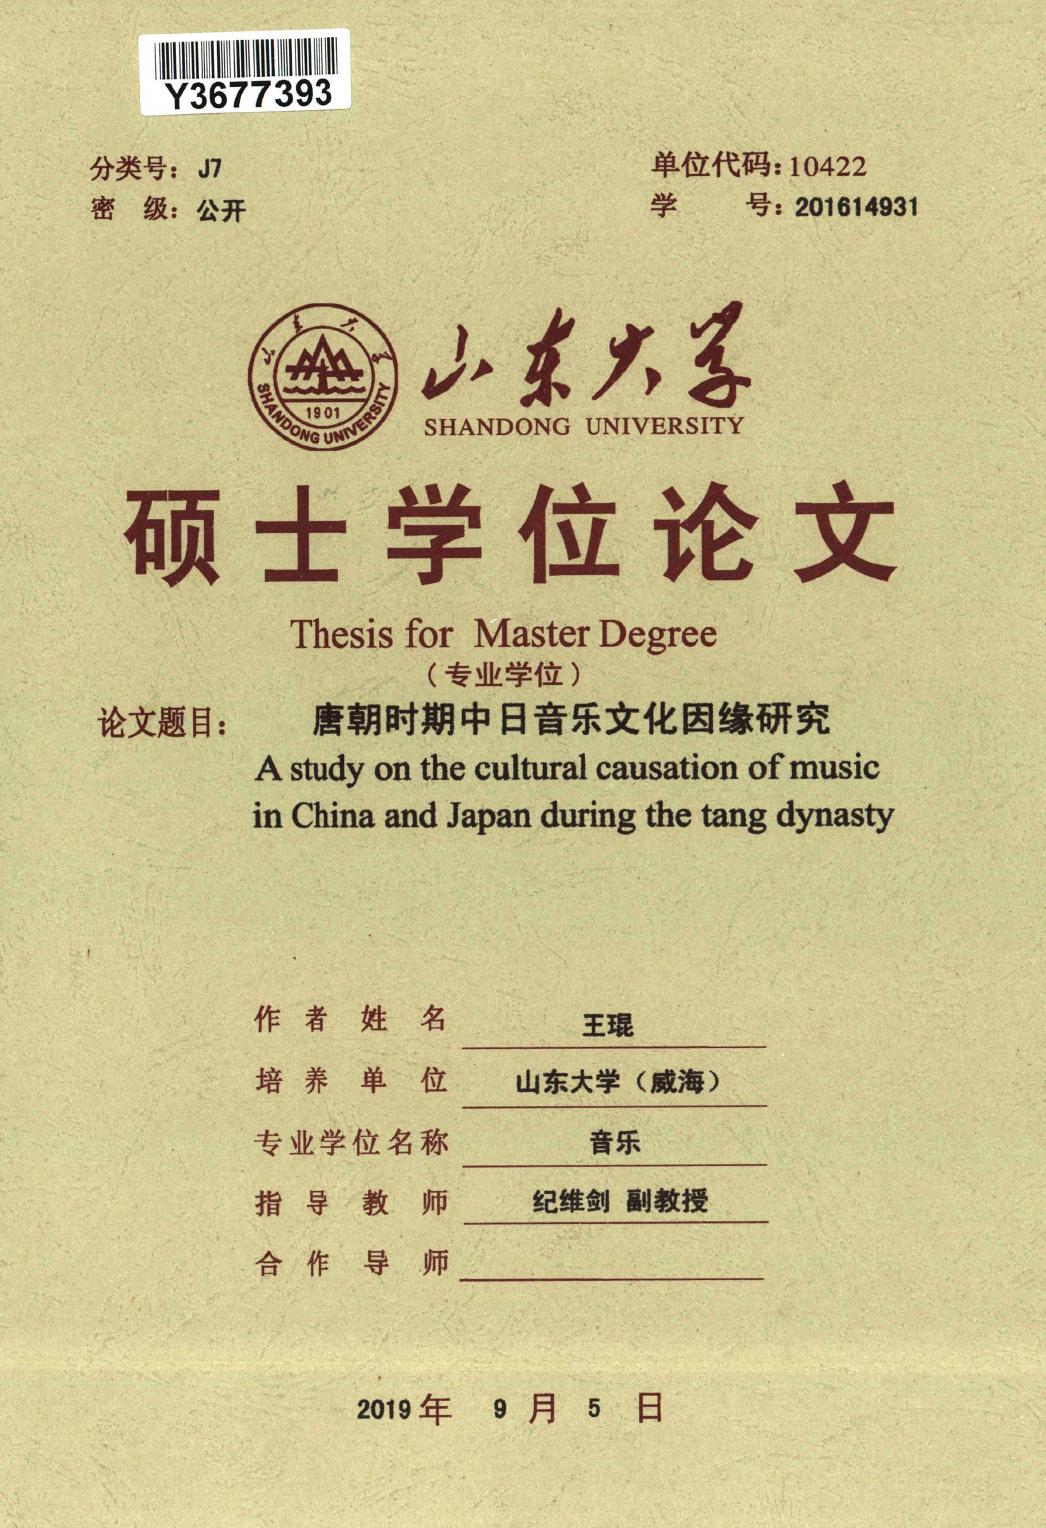 Y3677393
分类号： J7
单位代码：10422
密 级：公开
学 号：201614931
山东大学
SHANDONG UNIVERSITY
1901
山东大学
SHANDONG UNIVERSITY
硕士学位论文
Thesis for Master Degree
（专业学位）
论文题目： 唐朝时期中日音乐文化因缘研究
A study on the cultural causation of music
in China and Japan during the tang dynasty
作者姓名 王琨
培养单位 山东大学（威海）
专业学位名称 音乐
指导教师 纪维剑 副教授
合作导师
2019年 9 月 5 日